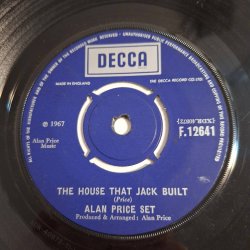 DECCA
MADE IN ENGLAND
THE DECCA RECORD CO. LTD.
℗ 1967
Alan Price
Music
F.12641
THE HOUSE THAT JACK BUILT
(Price)
ALAN PRICE SET
Produced & Arranged: Alan Price